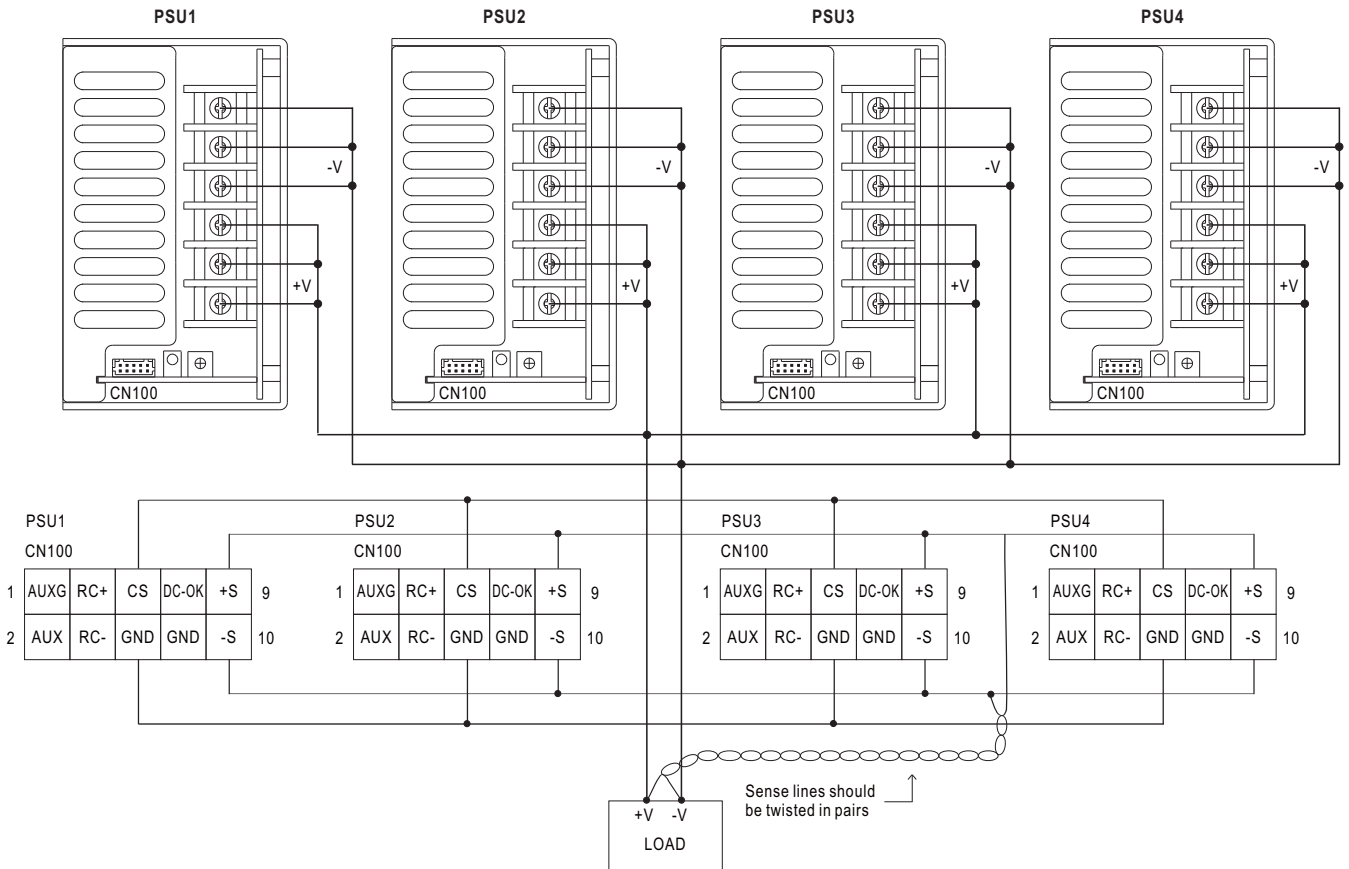 PSU1 PSU2 PSU3 PSU4
-V -V -V -V
+V +V +V +V
CN100 CN100 CN100 CN100
PSU1 PSU2 PSU3 PSU4
CN100 CN100 CN100 CN100
1 AUXG RC+ CS DC-OK +S 9 1 AUXG RC+ CS DC-OK +S 9 1 AUXG RC+ CS DC-OK +S 9 1 AUXG RC+ CS DC-OK +S 9
2 AUX RC- GND GND -S 10 2 AUX RC- GND GND -S 10 2 AUX RC- GND GND -S 10 2 AUX RC- GND GND -S 10
Sense lines should
be twisted in pairs
+V -V
LOAD